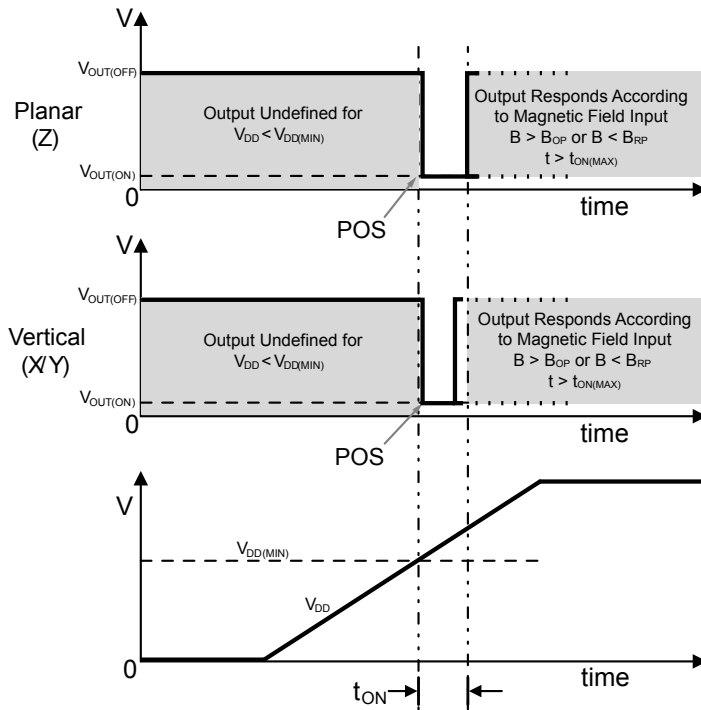 V
VOUT(OFF)
Planar
(Z)
Output Undefined for
VDD < VDD(MIN)
Output Responds According
to Magnetic Field Input
B > BOP or B < BRP
t > tON(MAX)
VOUT(ON)
0
POS
time
V
VOUT(OFF)
Vertical
(X/Y)
Output Undefined for
VDD < VDD(MIN)
Output Responds According
to Magnetic Field Input
B > BOP or B < BRP
t > tON(MAX)
VOUT(ON)
0
POS
time
V
VDD(MIN)
VDD
0
time
tON